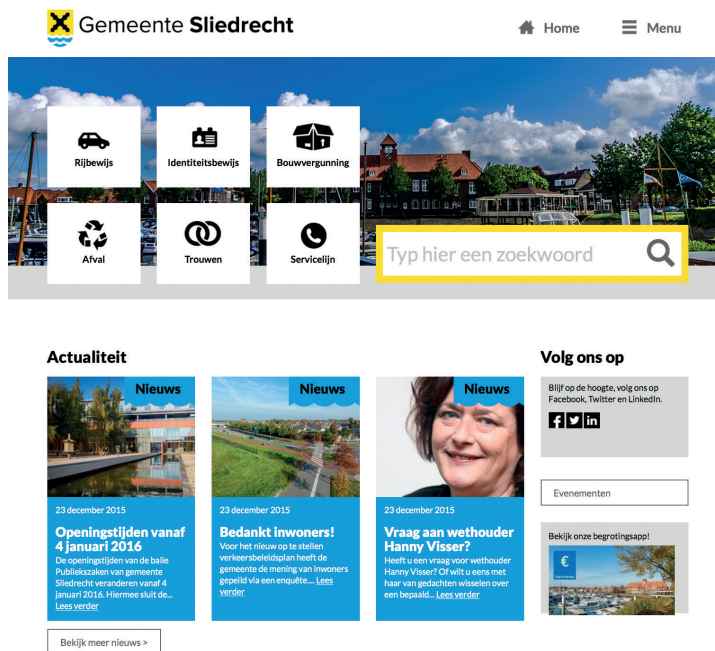 Gemeente Sliedrecht
Home
Menu
Rijbewijs
Identiteitsbewijs
Bouwvergunning
Afval
Trouwen
Servicelijn
Typ hier een zoekwoord
Actualiteit
Nieuws
23 december 2015
Openingstijden vanaf
4 januari 2016
De openingstijden van de balie
Publiekszaken van gemeente
Sliedrecht veranderen vanaf 4
januari 2016. Hiermee sluit de...
Lees verder
Nieuws
23 december 2015
Bedankt inwoners!
Voor het nieuw op te stellen
verkeersbeleidsplan heeft de
gemeente de mening van inwoners
gepeild via een enquête.... Lees
verder
Nieuws
23 december 2015
Vraag aan wethouder
Hanny Visser?
Heeft u een vraag voor wethouder
Hanny Visser? Of wilt u eens met
haar van gedachten wisselen over
een bepaald... Lees verder
Bekijk meer nieuws >
Volg ons op
Blijf op de hoogte, volg ons op
Facebook, Twitter en LinkedIn.
Evenementen
Bekijk onze begrotingsapp!
€